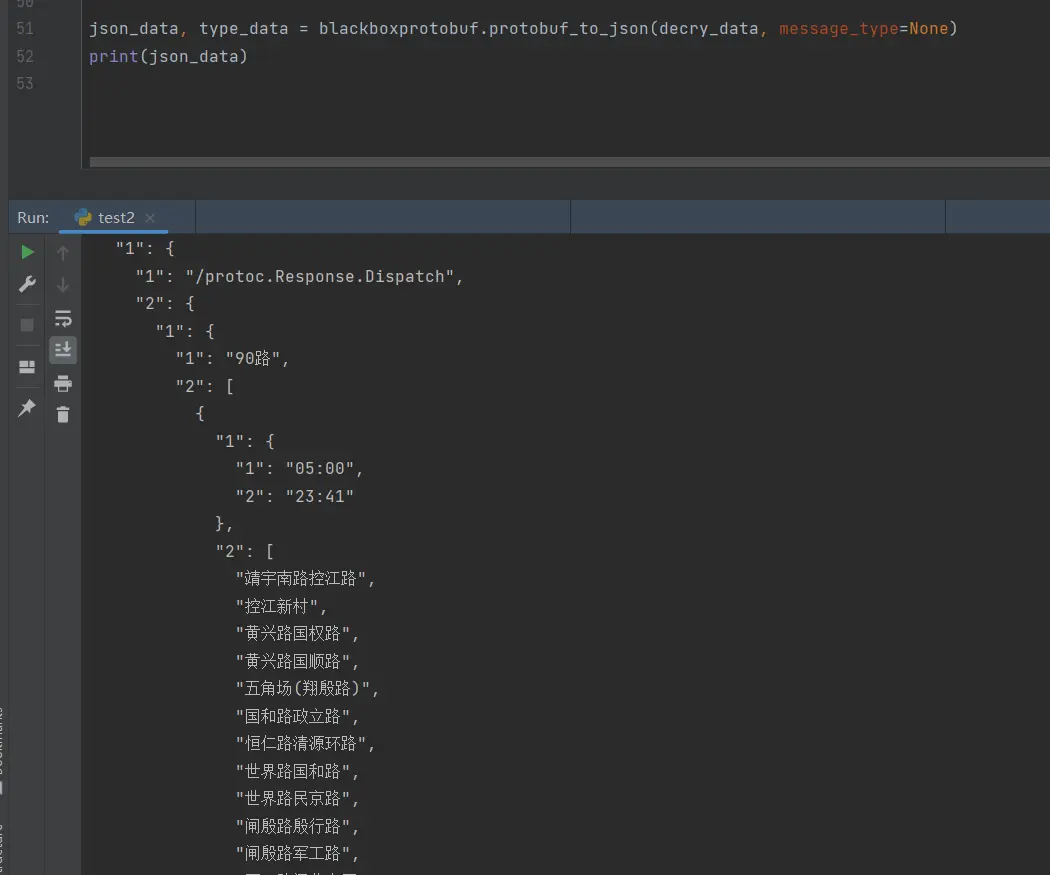 50
51 json_data, type_data = blackboxprotobuf.protobuf_to_json(decry_data, message_type=None)
52 print(json_data)
53
Run: test2
"1": {
"1": "/protoc.Response.Dispatch",
"2": {
"1": {
"1": "90路",
"2": [
{
"1": {
"1": "05:00",
"2": "23:41"
},
"2": [
"靖宇南路控江路",
"控江新村",
"黄兴路国权路",
"黄兴路国顺路",
"五角场(翔殷路)",
"国和路政立路",
"恒仁路清源环路",
"世界路国和路",
"世界路民京路",
"闸殷路殷行路",
"闸殷路军工路",